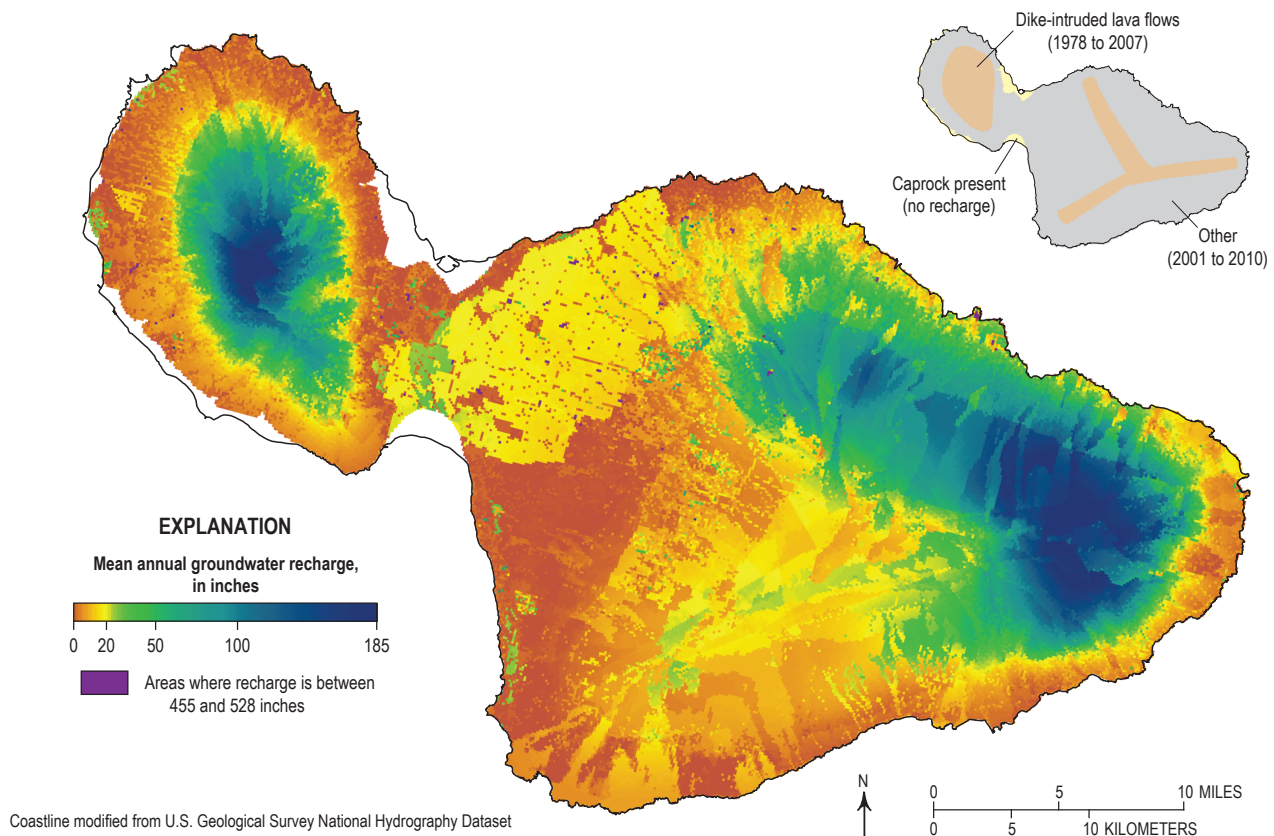 Dike-intruded lava flows
(1978 to 2007)
Caprock present
(no recharge)
Other
(2001 to 2010)
EXPLANATION
Mean annual groundwater recharge,
in inches
0 20 50 100 185
Areas where recharge is between
455 and 528 inches
N
0 5 10 MILES
0 5 10 KILOMETERS
Coastline modified from U.S. Geological Survey National Hydrography Dataset